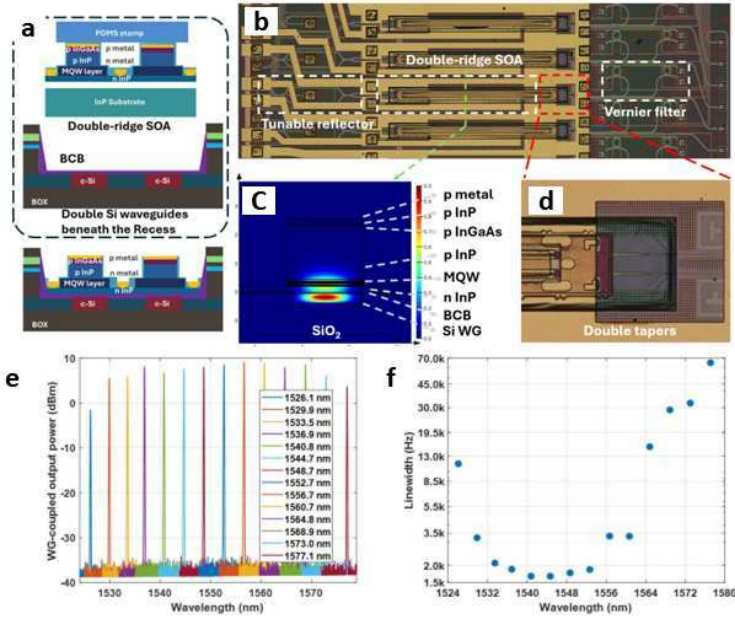 a
PDMS stamp
p InGaAs
p metal
p InP
n metal
MQW layer
n InP
InP Substrate
Double-ridge SOA
BCB
c-Si
c-Si
BOX
Double Si waveguides
beneath the Recess
p InGaAs
p metal
p InP
n metal
MQW layer
n InP
c-Si
c-Si
BOX
b
Double-ridge SOA
Tunable reflector
Vernier filter
C
p metal
p InP
p InGaAs
p InP
MQW
n InP
BCB
Si WG
SiO2
d
Double tapers
e
WG-coupled output power (dBm)
10
0
-10
-20
-30
-40
1526.1 nm
1529.9 nm
1533.5 nm
1536.9 nm
1540.8 nm
1544.7 nm
1548.7 nm
1552.7 nm
1556.7 nm
1560.7 nm
1564.8 nm
1568.9 nm
1573.0 nm
1577.1 nm
1530 1540 1550 1560 1570
Wavelength (nm)
f
Linewidth (Hz)
70.0k
45.0k
30.0k
19.5k
13.0k
8.5k
5.5k
3.5k
2.0k
1.5k
1524 1532 1540 1548 1556 1564 1572 1580
Wavelength (nm)